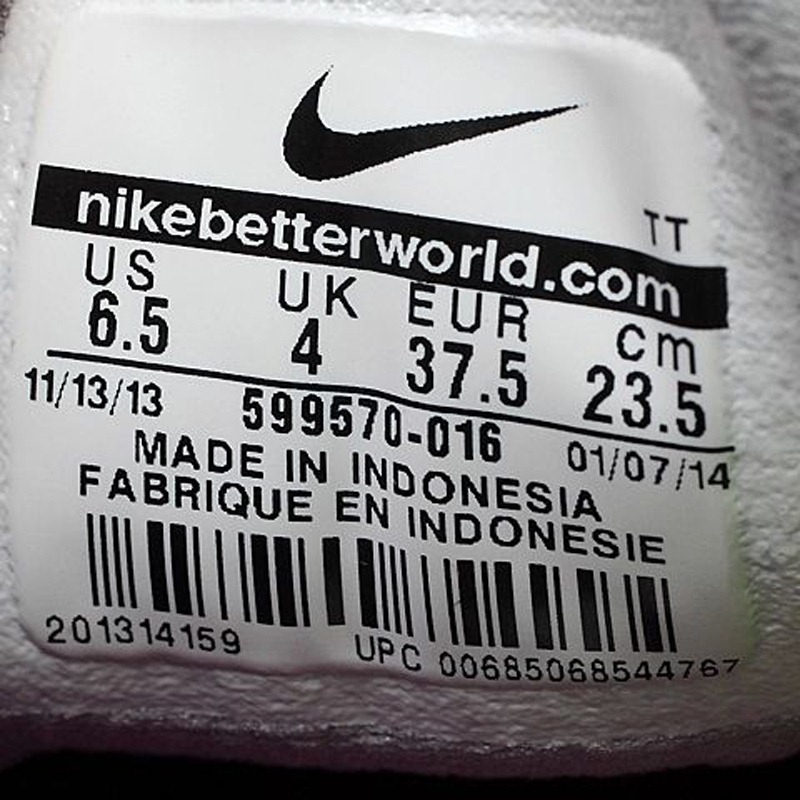 TT
nikebetterworld.com
US UK EUR cm
6.5 4 37.5 23.5
11/13/13 599570-016 01/07/14
MADE IN INDONESIA
FABRIQUE EN INDONESIE
201314159 UPC 00685068544767